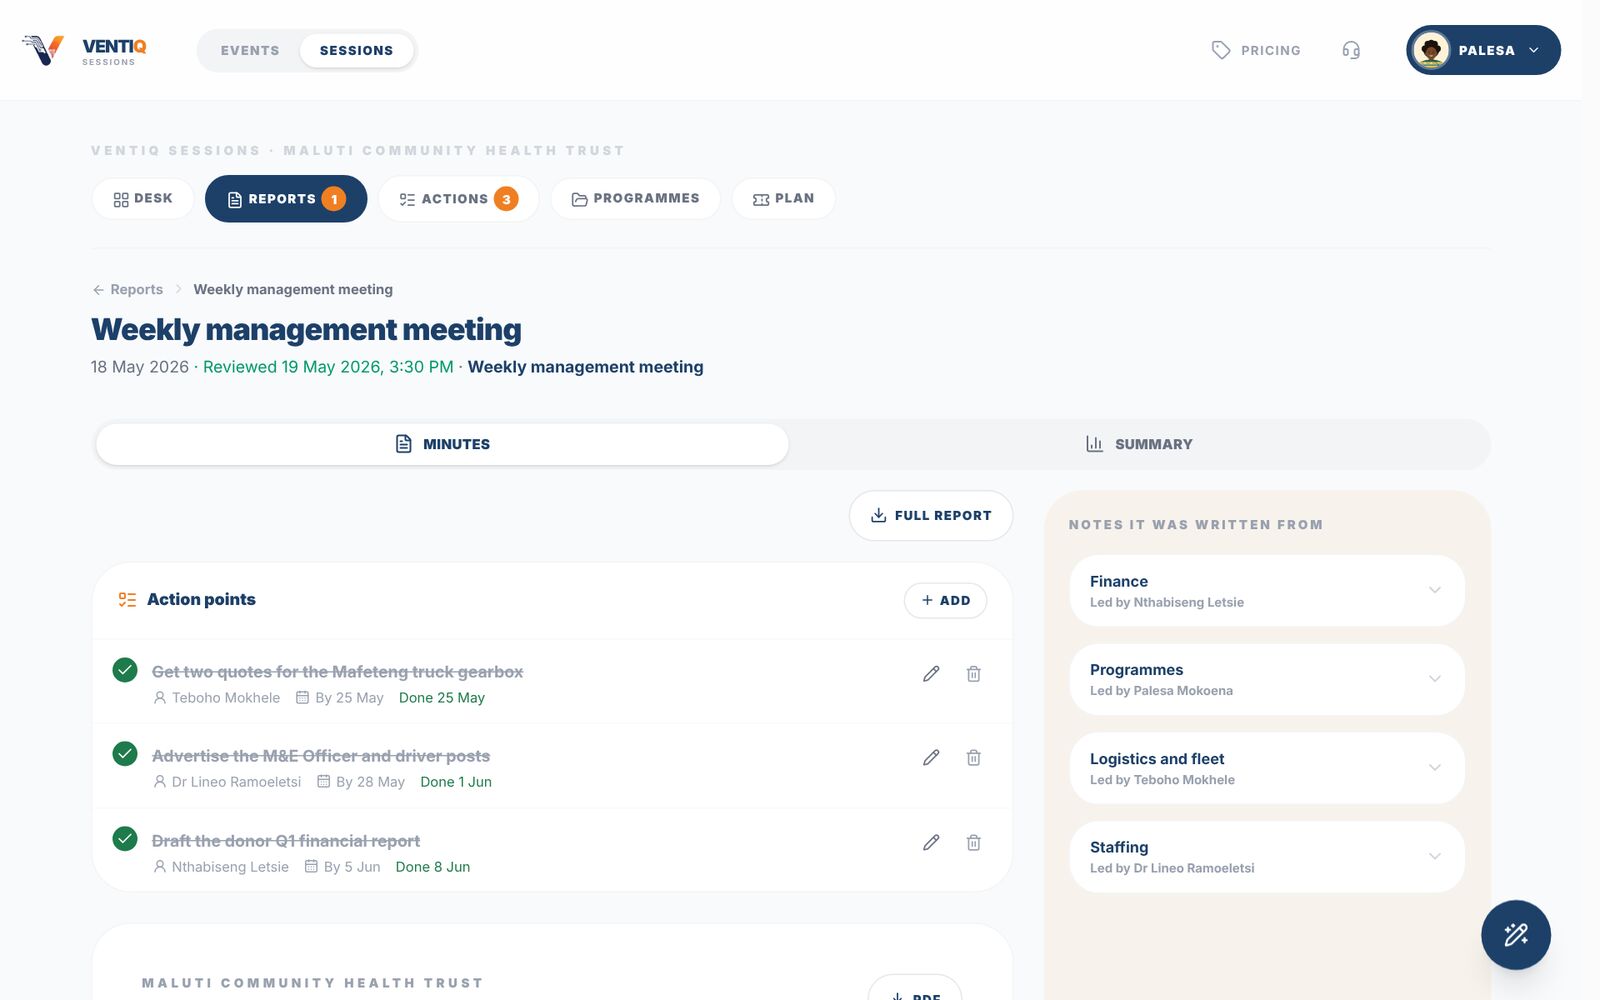 VENTIQ
SESSIONS
EVENTS
SESSIONS
PRICING
PALESA
VENTIQ SESSIONS · MALUTI COMMUNITY HEALTH TRUST
DESK
REPORTS 1
ACTIONS 3
PROGRAMMES
PLAN
Reports
Weekly management meeting
Weekly management meeting
18 May 2026 · Reviewed 19 May 2026, 3:30 PM · Weekly management meeting
MINUTES
SUMMARY
FULL REPORT
Action points
+ ADD
Get two quotes for the Mafeteng truck gearbox
Teboho Mokhele By 25 May Done 25 May
Advertise the M&E Officer and driver posts
Dr Lineo Ramoeletsi By 28 May Done 1 Jun
Draft the donor Q1 financial report
Nthabiseng Letsie By 5 Jun Done 8 Jun
MALUTI COMMUNITY HEALTH TRUST
PDF
NOTES IT WAS WRITTEN FROM
Finance
Led by Nthabiseng Letsie
Programmes
Led by Palesa Mokoena
Logistics and fleet
Led by Teboho Mokhele
Staffing
Led by Dr Lineo Ramoeletsi